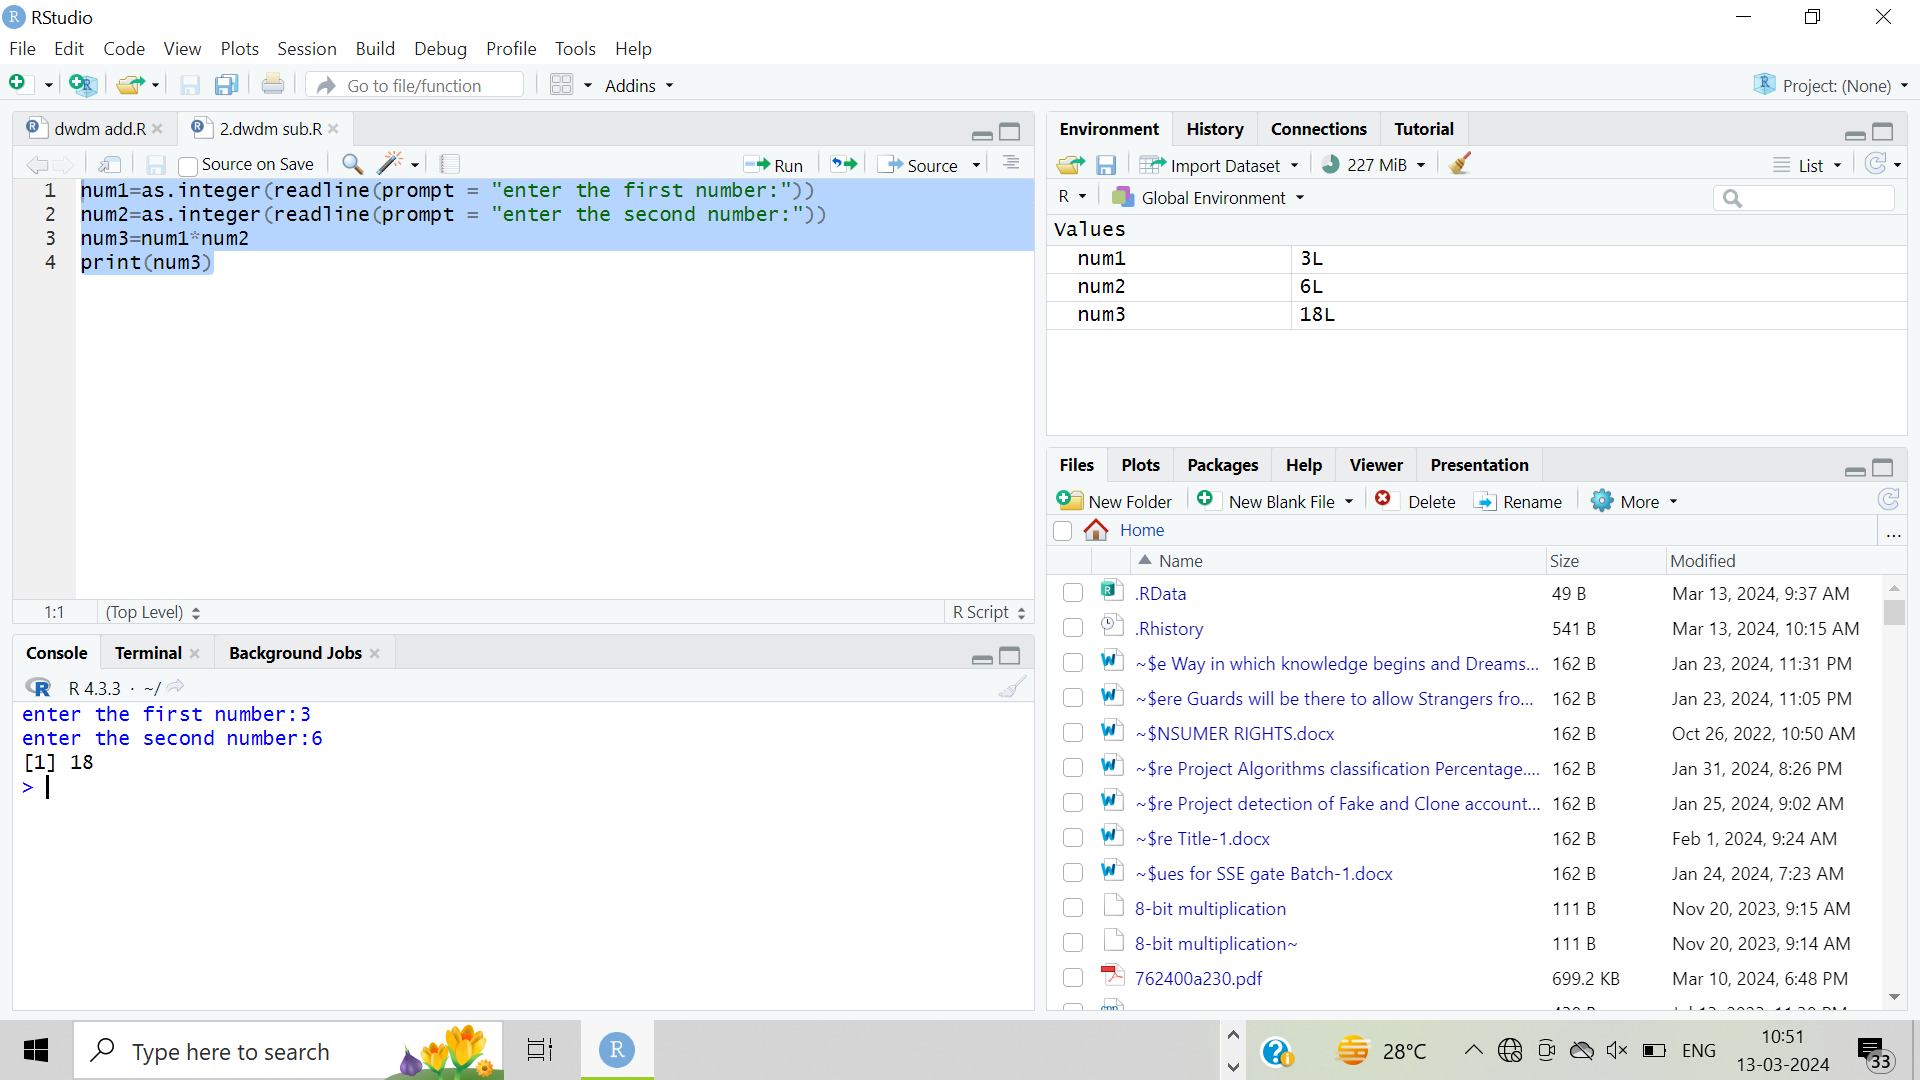 RStudio
File Edit Code View Plots Session Build Debug Profile Tools Help
Go to file/function Addins Project: (None)
dwdm add.R 2.dwdm sub.R
Source on Save Run Source
1 num1=as.integer(readline(prompt = "enter the first number:"))
2 num2=as.integer(readline(prompt = "enter the second number:"))
3 num3=num1*num2
4 print(num3)
1:1 (Top Level) R Script
Console Terminal Background Jobs
R 4.3.3 · ~/
enter the first number:3
enter the second number:6
[1] 18
>
Environment History Connections Tutorial
Import Dataset 227 MiB List
R Global Environment
Values
num1 3L
num2 6L
num3 18L
Files Plots Packages Help Viewer Presentation
New Folder New Blank File Delete Rename More
Home ...
Name Size Modified
.RData 49 B Mar 13, 2024, 9:37 AM
.Rhistory 541 B Mar 13, 2024, 10:15 AM
~$e Way in which knowledge begins and Dreams... 162 B Jan 23, 2024, 11:31 PM
~$ere Guards will be there to allow Strangers fro... 162 B Jan 23, 2024, 11:05 PM
~$NSUMER RIGHTS.docx 162 B Oct 26, 2022, 10:50 AM
~$re Project Algorithms classification Percentage.... 162 B Jan 31, 2024, 8:26 PM
~$re Project detection of Fake and Clone account... 162 B Jan 25, 2024, 9:02 AM
~$re Title-1.docx 162 B Feb 1, 2024, 9:24 AM
~$ues for SSE gate Batch-1.docx 162 B Jan 24, 2024, 7:23 AM
8-bit multiplication 111 B Nov 20, 2023, 9:15 AM
8-bit multiplication~ 111 B Nov 20, 2023, 9:14 AM
762400a230.pdf 699.2 KB Mar 10, 2024, 6:48 PM
Type here to search
28°C ENG
10:51
13-03-2024
33